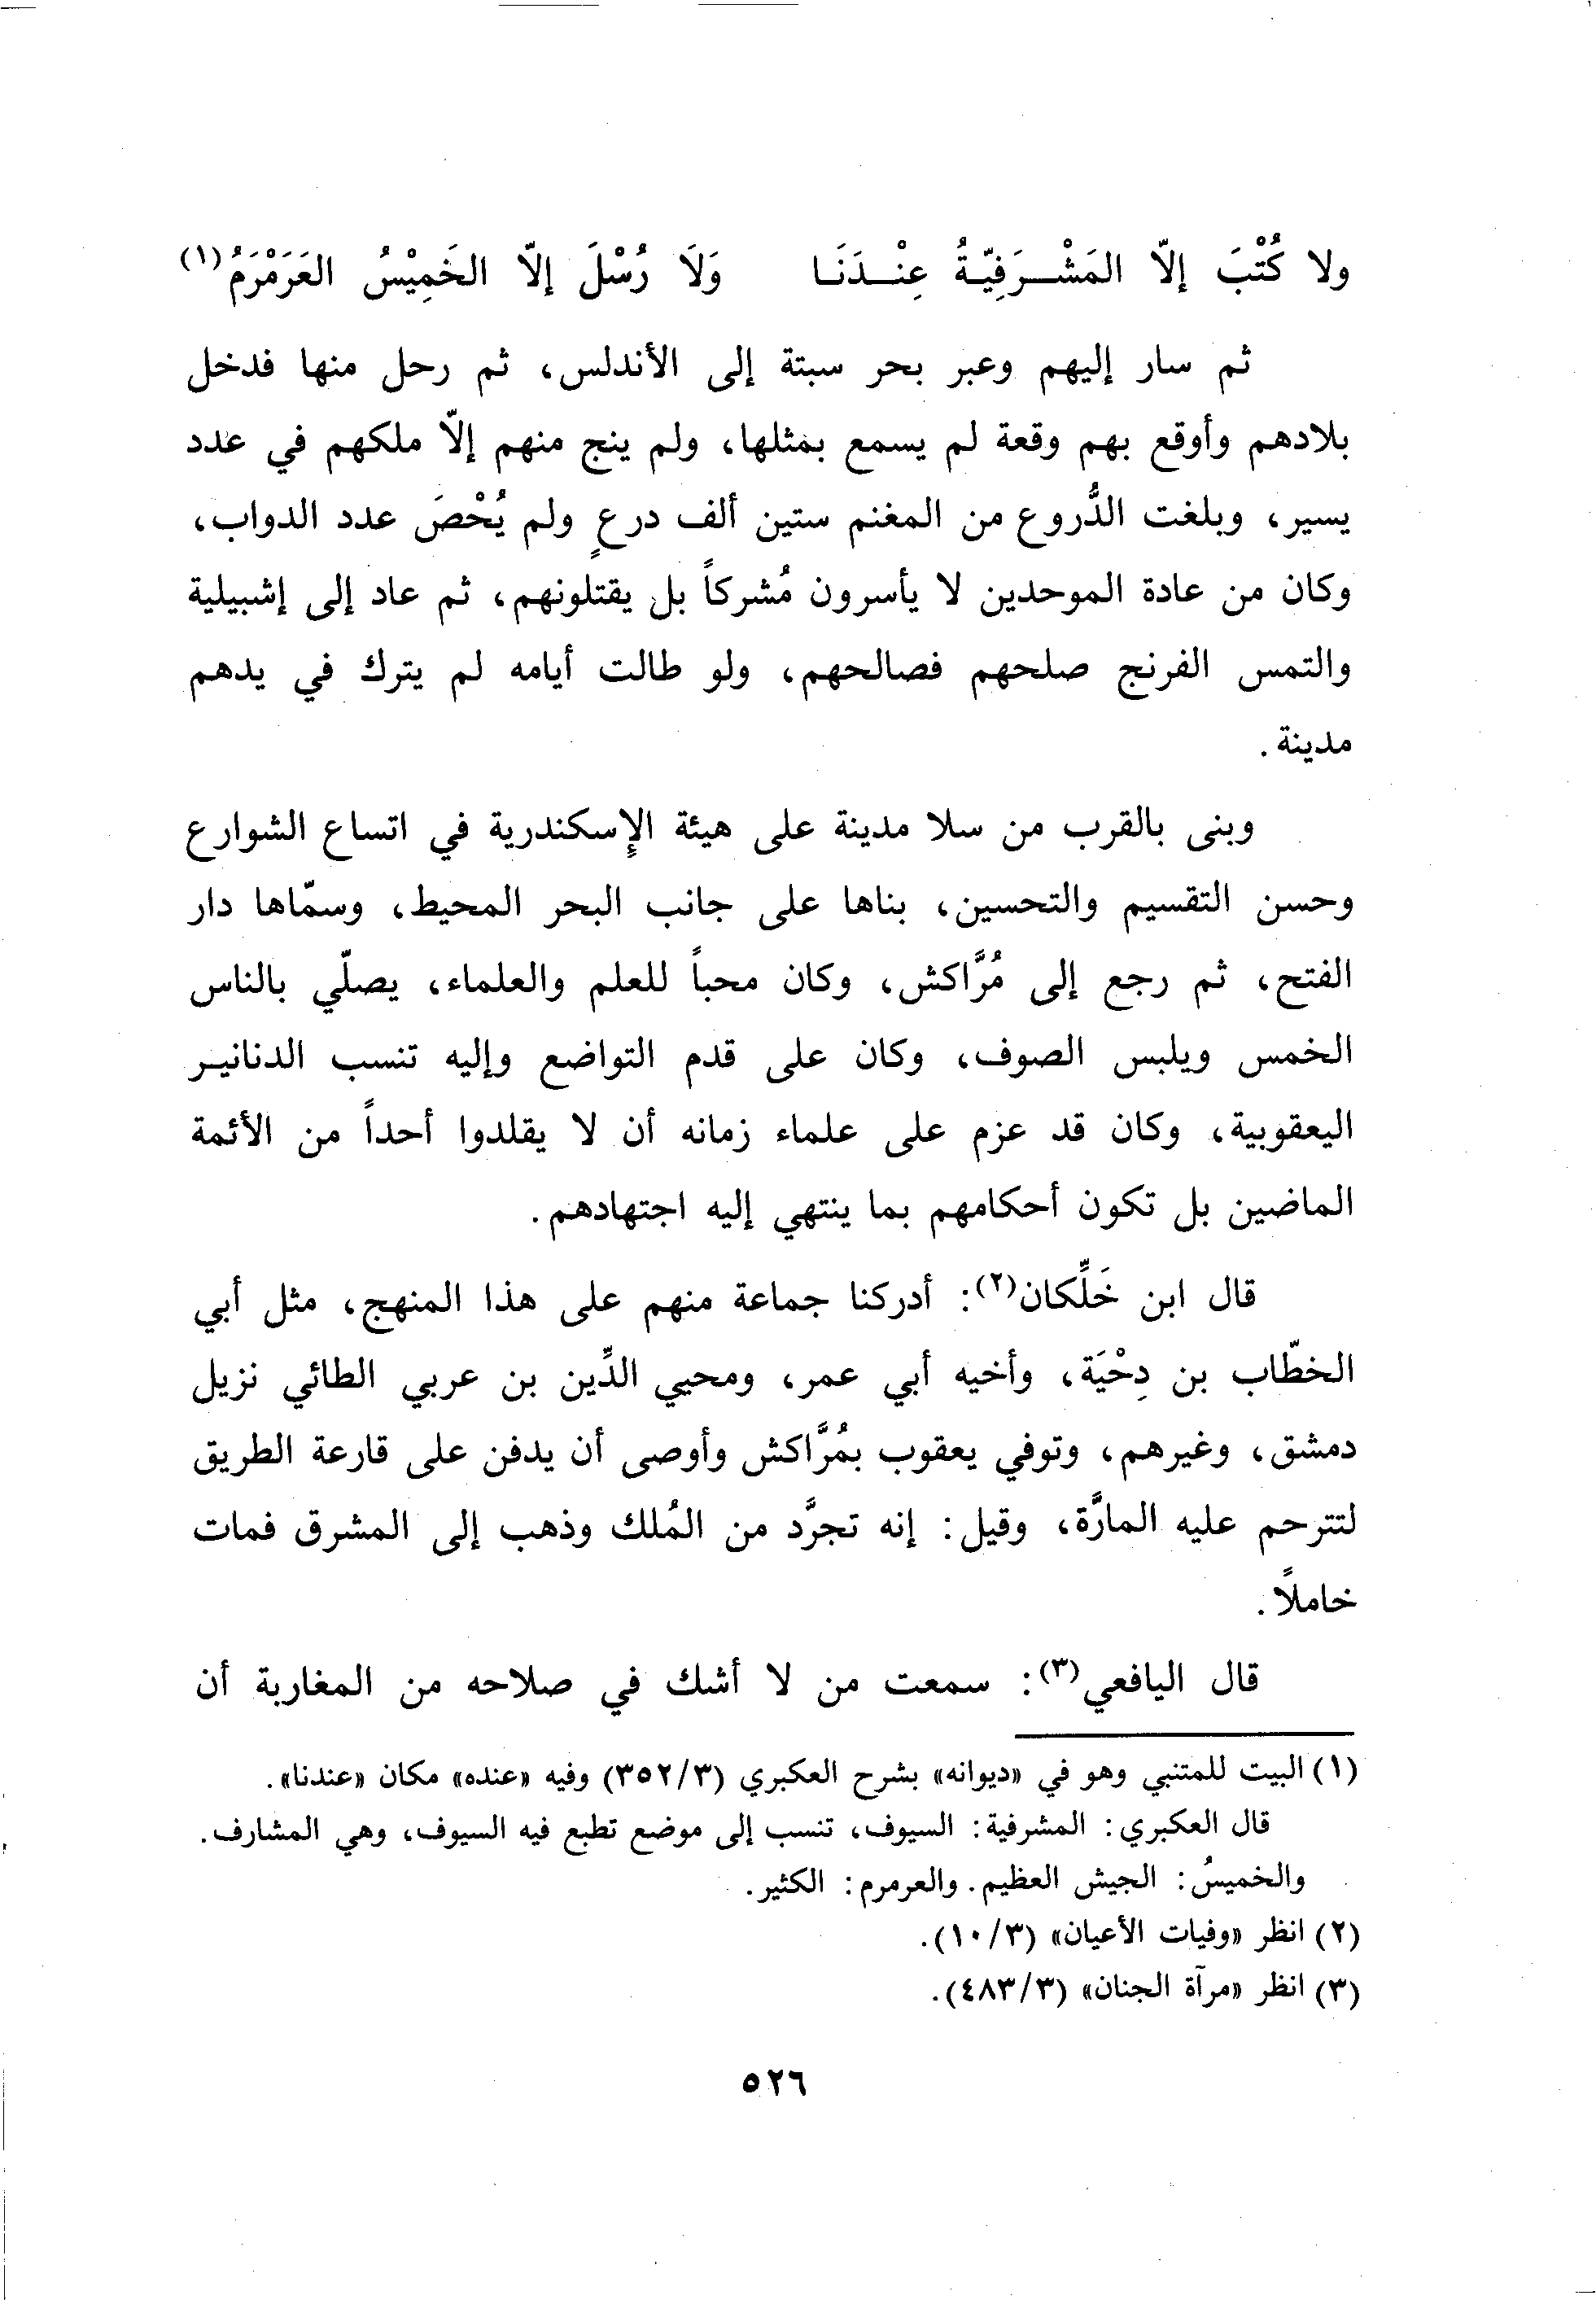 ولا كُتْبَ إلّا المَشْرَفِيّةُ عِنْدَنَا وَلَا رُسْلَ إلّا الخَمِيْسُ العَرَمْرَمُ(١)
ثم سار إليهم وعبر بحر سبتة إلى الأندلس، ثم رحل منها فدخل
بلادهم وأوقع بهم وقعة لم يسمع بمثلها، ولم ينج منهم إلّا ملكهم في عدد
يسير، وبلغت الدُّروع من المغنم ستين ألف درعٍ ولم يُحْصَ عدد الدواب،
وكان من عادة الموحدين لا يأسرون مُشركاً بل يقتلونهم، ثم عاد إلى إشبيلية
والتمس الفرنج صلحهم فصالحهم، ولو طالت أيامه لم يترك في يدهم
مدينة.
وبنى بالقرب من سلا مدينة على هيئة الإسكندرية في اتساع الشوارع
وحسن التقسيم والتحسين، بناها على جانب البحر المحيط، وسمّاها دار
الفتح، ثم رجع إلى مُرَّاكش، وكان محباً للعلم والعلماء، يصلّي بالناس
الخمس ويلبس الصوف، وكان على قدم التواضع وإليه تنسب الدنانير
اليعقوبية، وكان قد عزم على علماء زمانه أن لا يقلدوا أحداً من الأئمة
الماضين بل تكون أحكامهم بما ينتهي إليه اجتهادهم.
قال ابن خَلِّكان(٢): أدركنا جماعة منهم على هذا المنهج، مثل أبي
الخطّاب بن دِحْيَة، وأخيه أبي عمر، ومحيي الدِّين بن عربي الطائي نزيل
دمشق، وغيرهم، وتوفي يعقوب بمُرَّاكش وأوصى أن يدفن على قارعة الطريق
لتترحم عليه المارَّة، وقيل: إنه تجرَّد من المُلك وذهب إلى المشرق فمات
خاملاً.
قال اليافعي(٣): سمعت من لا أشك في صلاحه من المغاربة أن
(١) البيت للمتنبي وهو في «ديوانه» بشرح العكبري (٣/٣٥٢) وفيه «عنده» مكان «عندنا».
قال العكبري: المشرفية: السيوف، تنسب إلى موضع تطبع فيه السيوف، وهي المشارف.
والخميسُ: الجيش العظيم. والعرمرم: الكثير.
(٢) انظر «وفيات الأعيان» (٣/١٠).
(٣) انظر «مرآة الجنان» (٣/٤٨٣).
٥٢٦